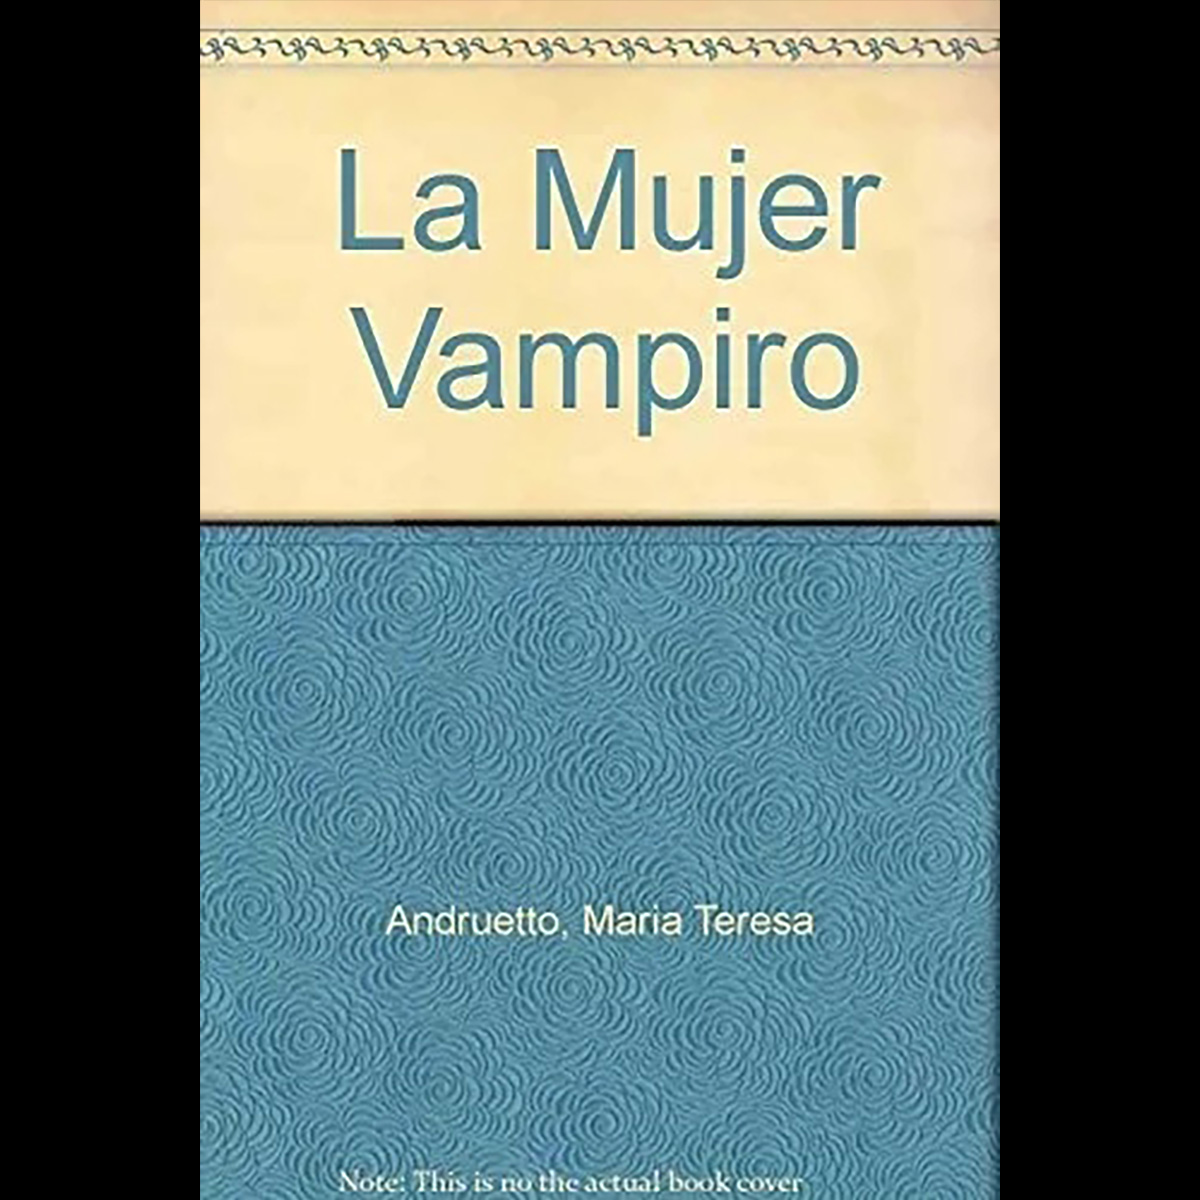 La Mujer
Vampiro
Andruetto, Maria Teresa
Note: This is no the actual book cover